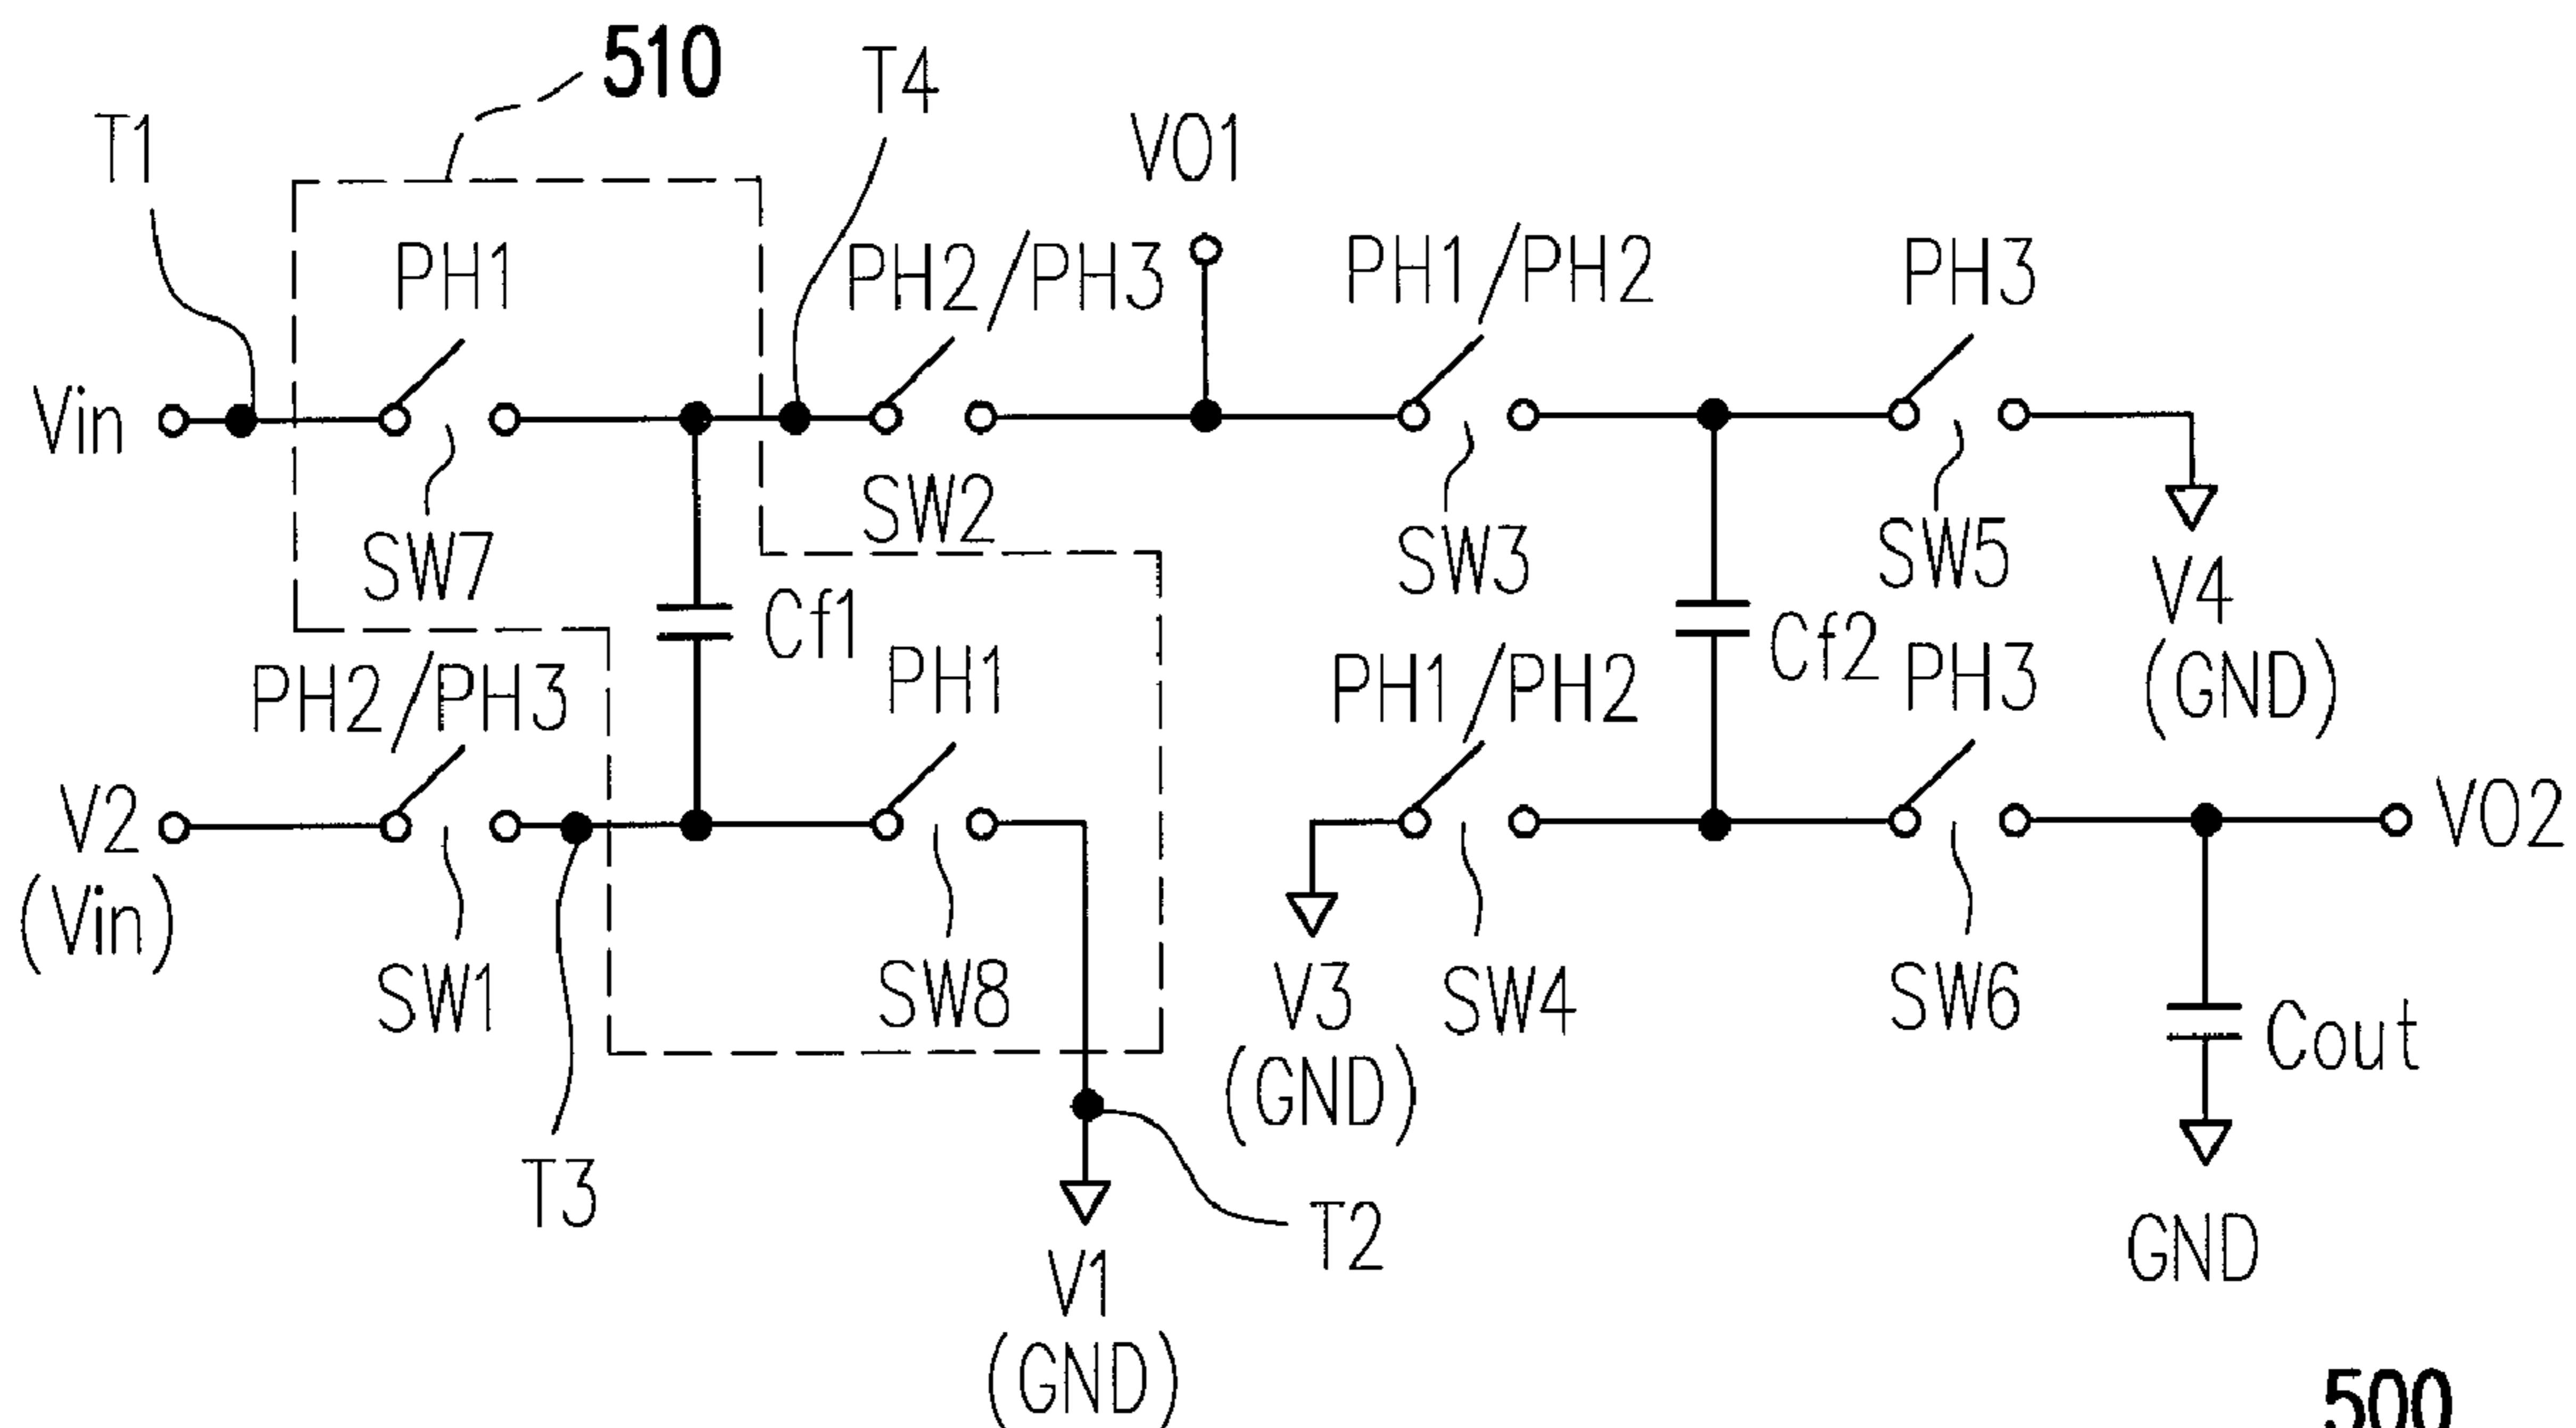 510
T1
T4
VO1
PH1
PH2/PH3
PH1/PH2
PH3
Vin
SW7
SW2
SW3
SW5
V4
(GND)
Cf1
Cf2
PH2/PH3
PH1
PH1/PH2
PH3
V2
(Vin)
VO2
SW1
SW8
V3
(GND)
SW4
SW6
Cout
T3
T2
V1
(GND)
GND
500